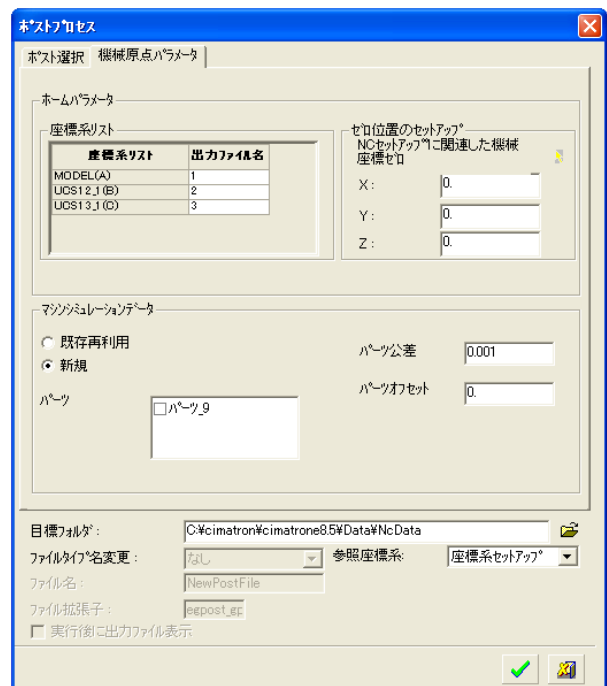 ポストプロセス
ポスト選択 機械原点パラメータ
ホームパラメータ
座標系リスト
座標系リスト 出力ファイル名
MODEL(A) 1
UCS12_1(B) 2
UCS13_1(C) 3
ゼロ位置のセットアップ
NCセットアップに関連した機械
座標ゼロ
X: 0.
Y: 0.
Z: 0.
マシンシミュレーションデータ
既存再利用
新規
パーツ
パーツ_9
パーツ公差 0.001
パーツオフセット 0.
目標フォルダ: C:¥cimatron¥cimatrone8.5¥Data¥NcData
ファイルタイプ名変更: なし 参照座標系: 座標系セットアップ
ファイル名: NewPostFile
ファイル拡張子: egpost_gp
実行後に出力ファイル表示